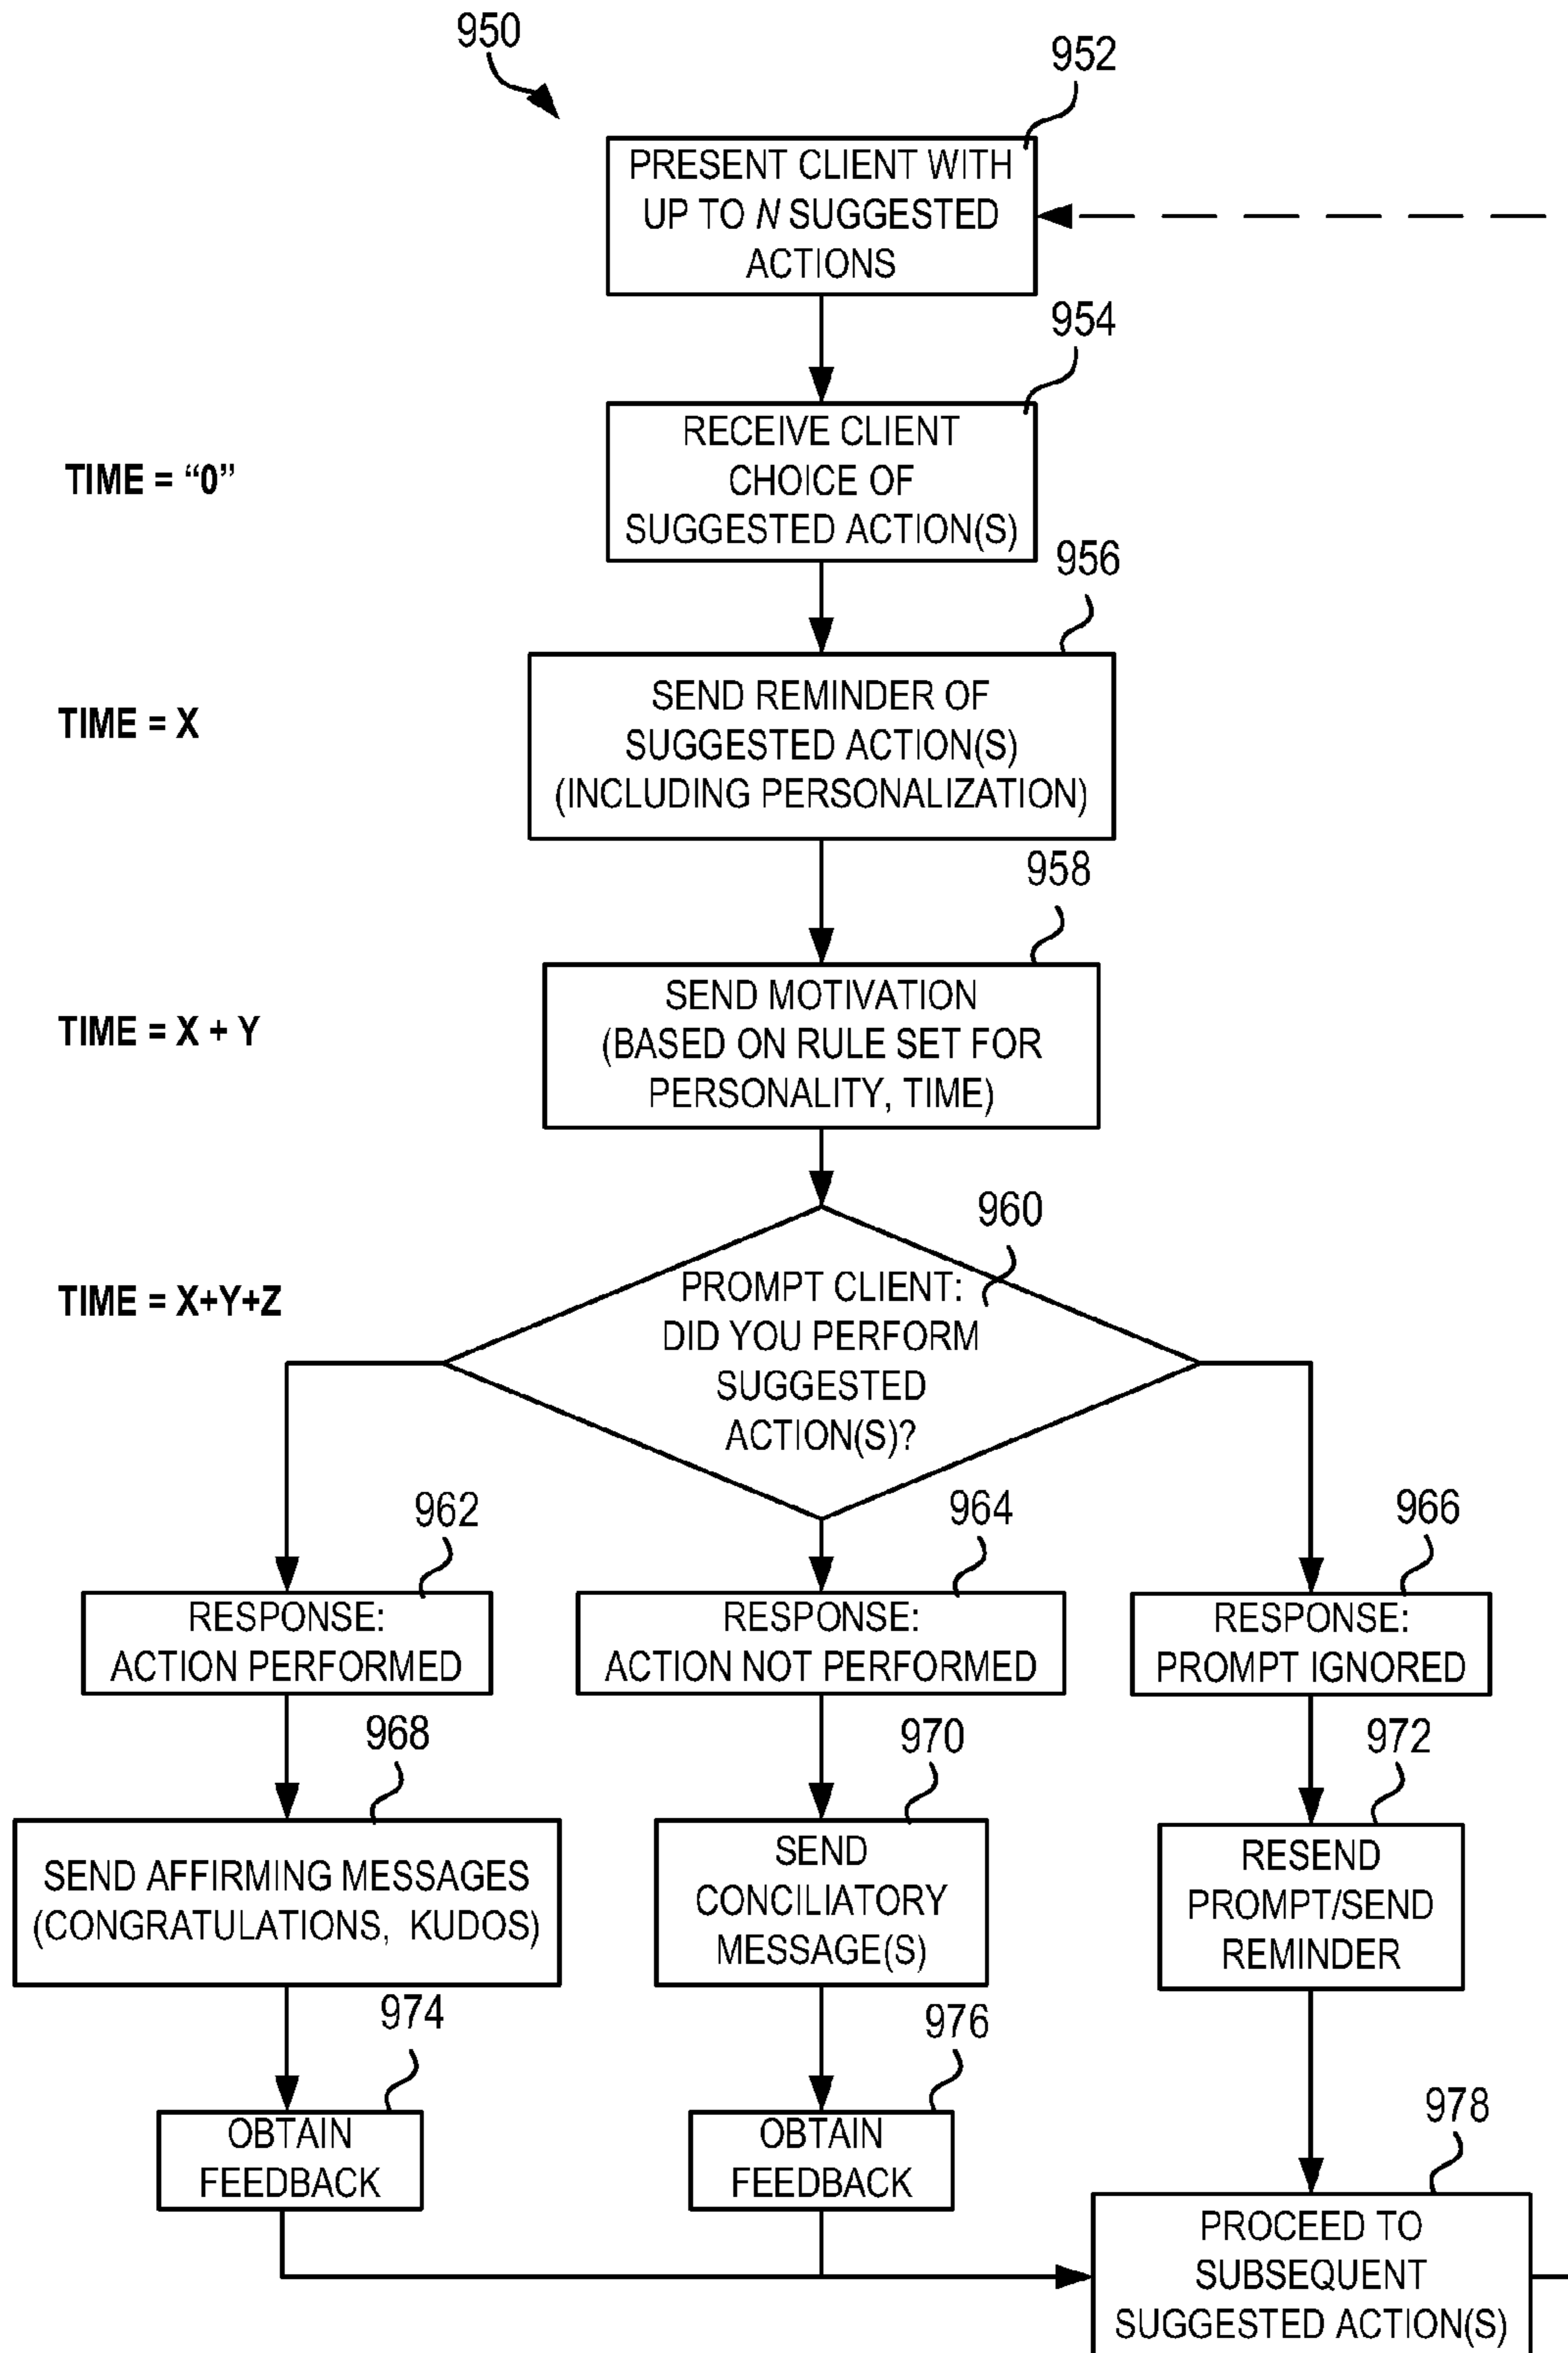 950
952
PRESENT CLIENT WITH
UP TO N SUGGESTED
ACTIONS
954
TIME = “0”
RECEIVE CLIENT
CHOICE OF
SUGGESTED ACTION(S)
956
TIME = X
SEND REMINDER OF
SUGGESTED ACTION(S)
(INCLUDING PERSONALIZATION)
958
TIME = X + Y
SEND MOTIVATION
(BASED ON RULE SET FOR
PERSONALITY, TIME)
960
TIME = X+Y+Z
PROMPT CLIENT:
DID YOU PERFORM
SUGGESTED
ACTION(S)?
962
RESPONSE:
ACTION PERFORMED
964
RESPONSE:
ACTION NOT PERFORMED
966
RESPONSE:
PROMPT IGNORED
968
SEND AFFIRMING MESSAGES
(CONGRATULATIONS, KUDOS)
970
SEND
CONCILIATORY
MESSAGE(S)
972
RESEND
PROMPT/SEND
REMINDER
974
OBTAIN
FEEDBACK
976
OBTAIN
FEEDBACK
978
PROCEED TO
SUBSEQUENT
SUGGESTED ACTION(S)